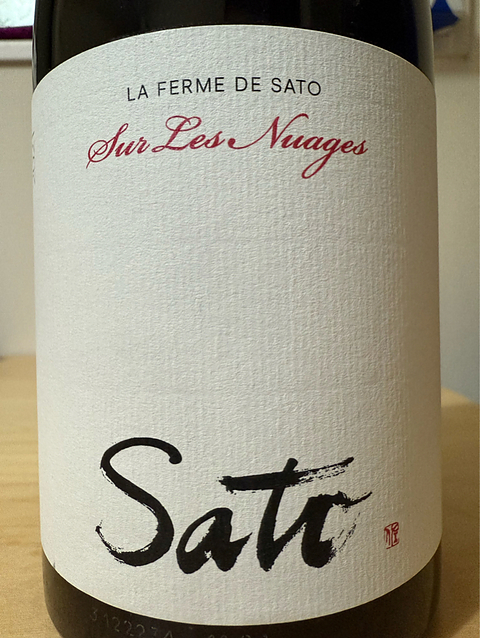 LA FERME DE SATO
Sur Les Nuages
Sato